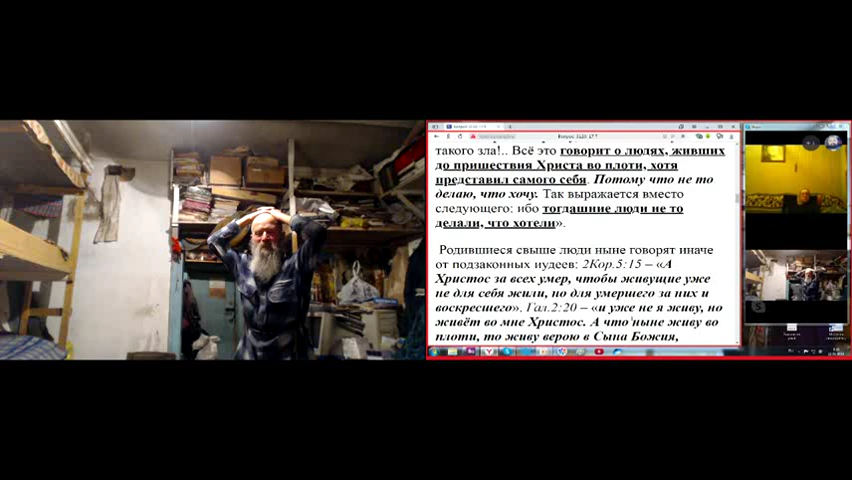 такого зла!.. Всё это говорит о людях, живших
до пришествия Христа во плоти, хотя
представил самого себя. Потому что не то
делаю, что хочу. Так выражается вместо
следующего: ибо тогдашние люди не то
делали, что хотели».
Родившиеся свыше люди ныне говорят иначе
от подзаконных иудеев: 2Кор.5:15 – «А
Христос за всех умер, чтобы живущие уже
не для себя жили, но для умершего за них и
воскресшего». Гал.2:20 – «и уже не я живу, но
живёт во мне Христос. А что ныне живу во
плоти, то живу верою в Сына Божия,